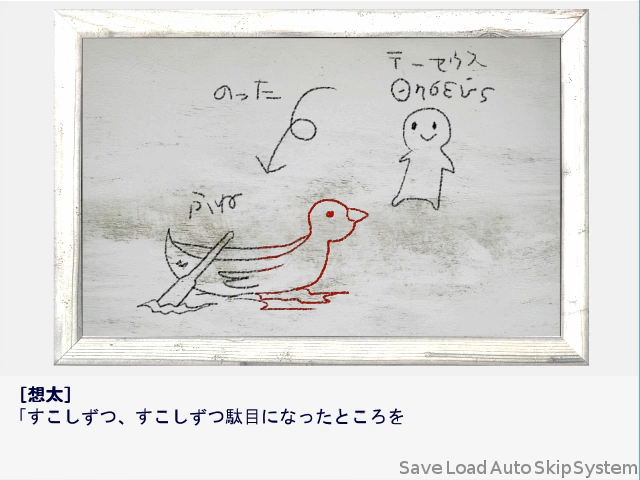 テーセウス
Θησεύς
のった
ふね
[想太]
「すこしずつ、すこしずつ駄目になったところを
Save Load Auto Skip System